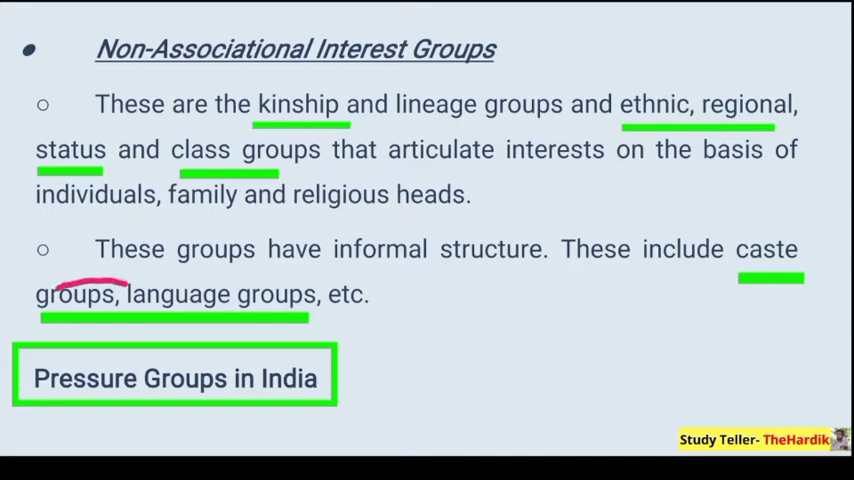 ● Non-Associational Interest Groups
○ These are the kinship and lineage groups and ethnic, regional,
status and class groups that articulate interests on the basis of
individuals, family and religious heads.
○ These groups have informal structure. These include caste
groups, language groups, etc.
Pressure Groups in India
Study Teller- TheHardik